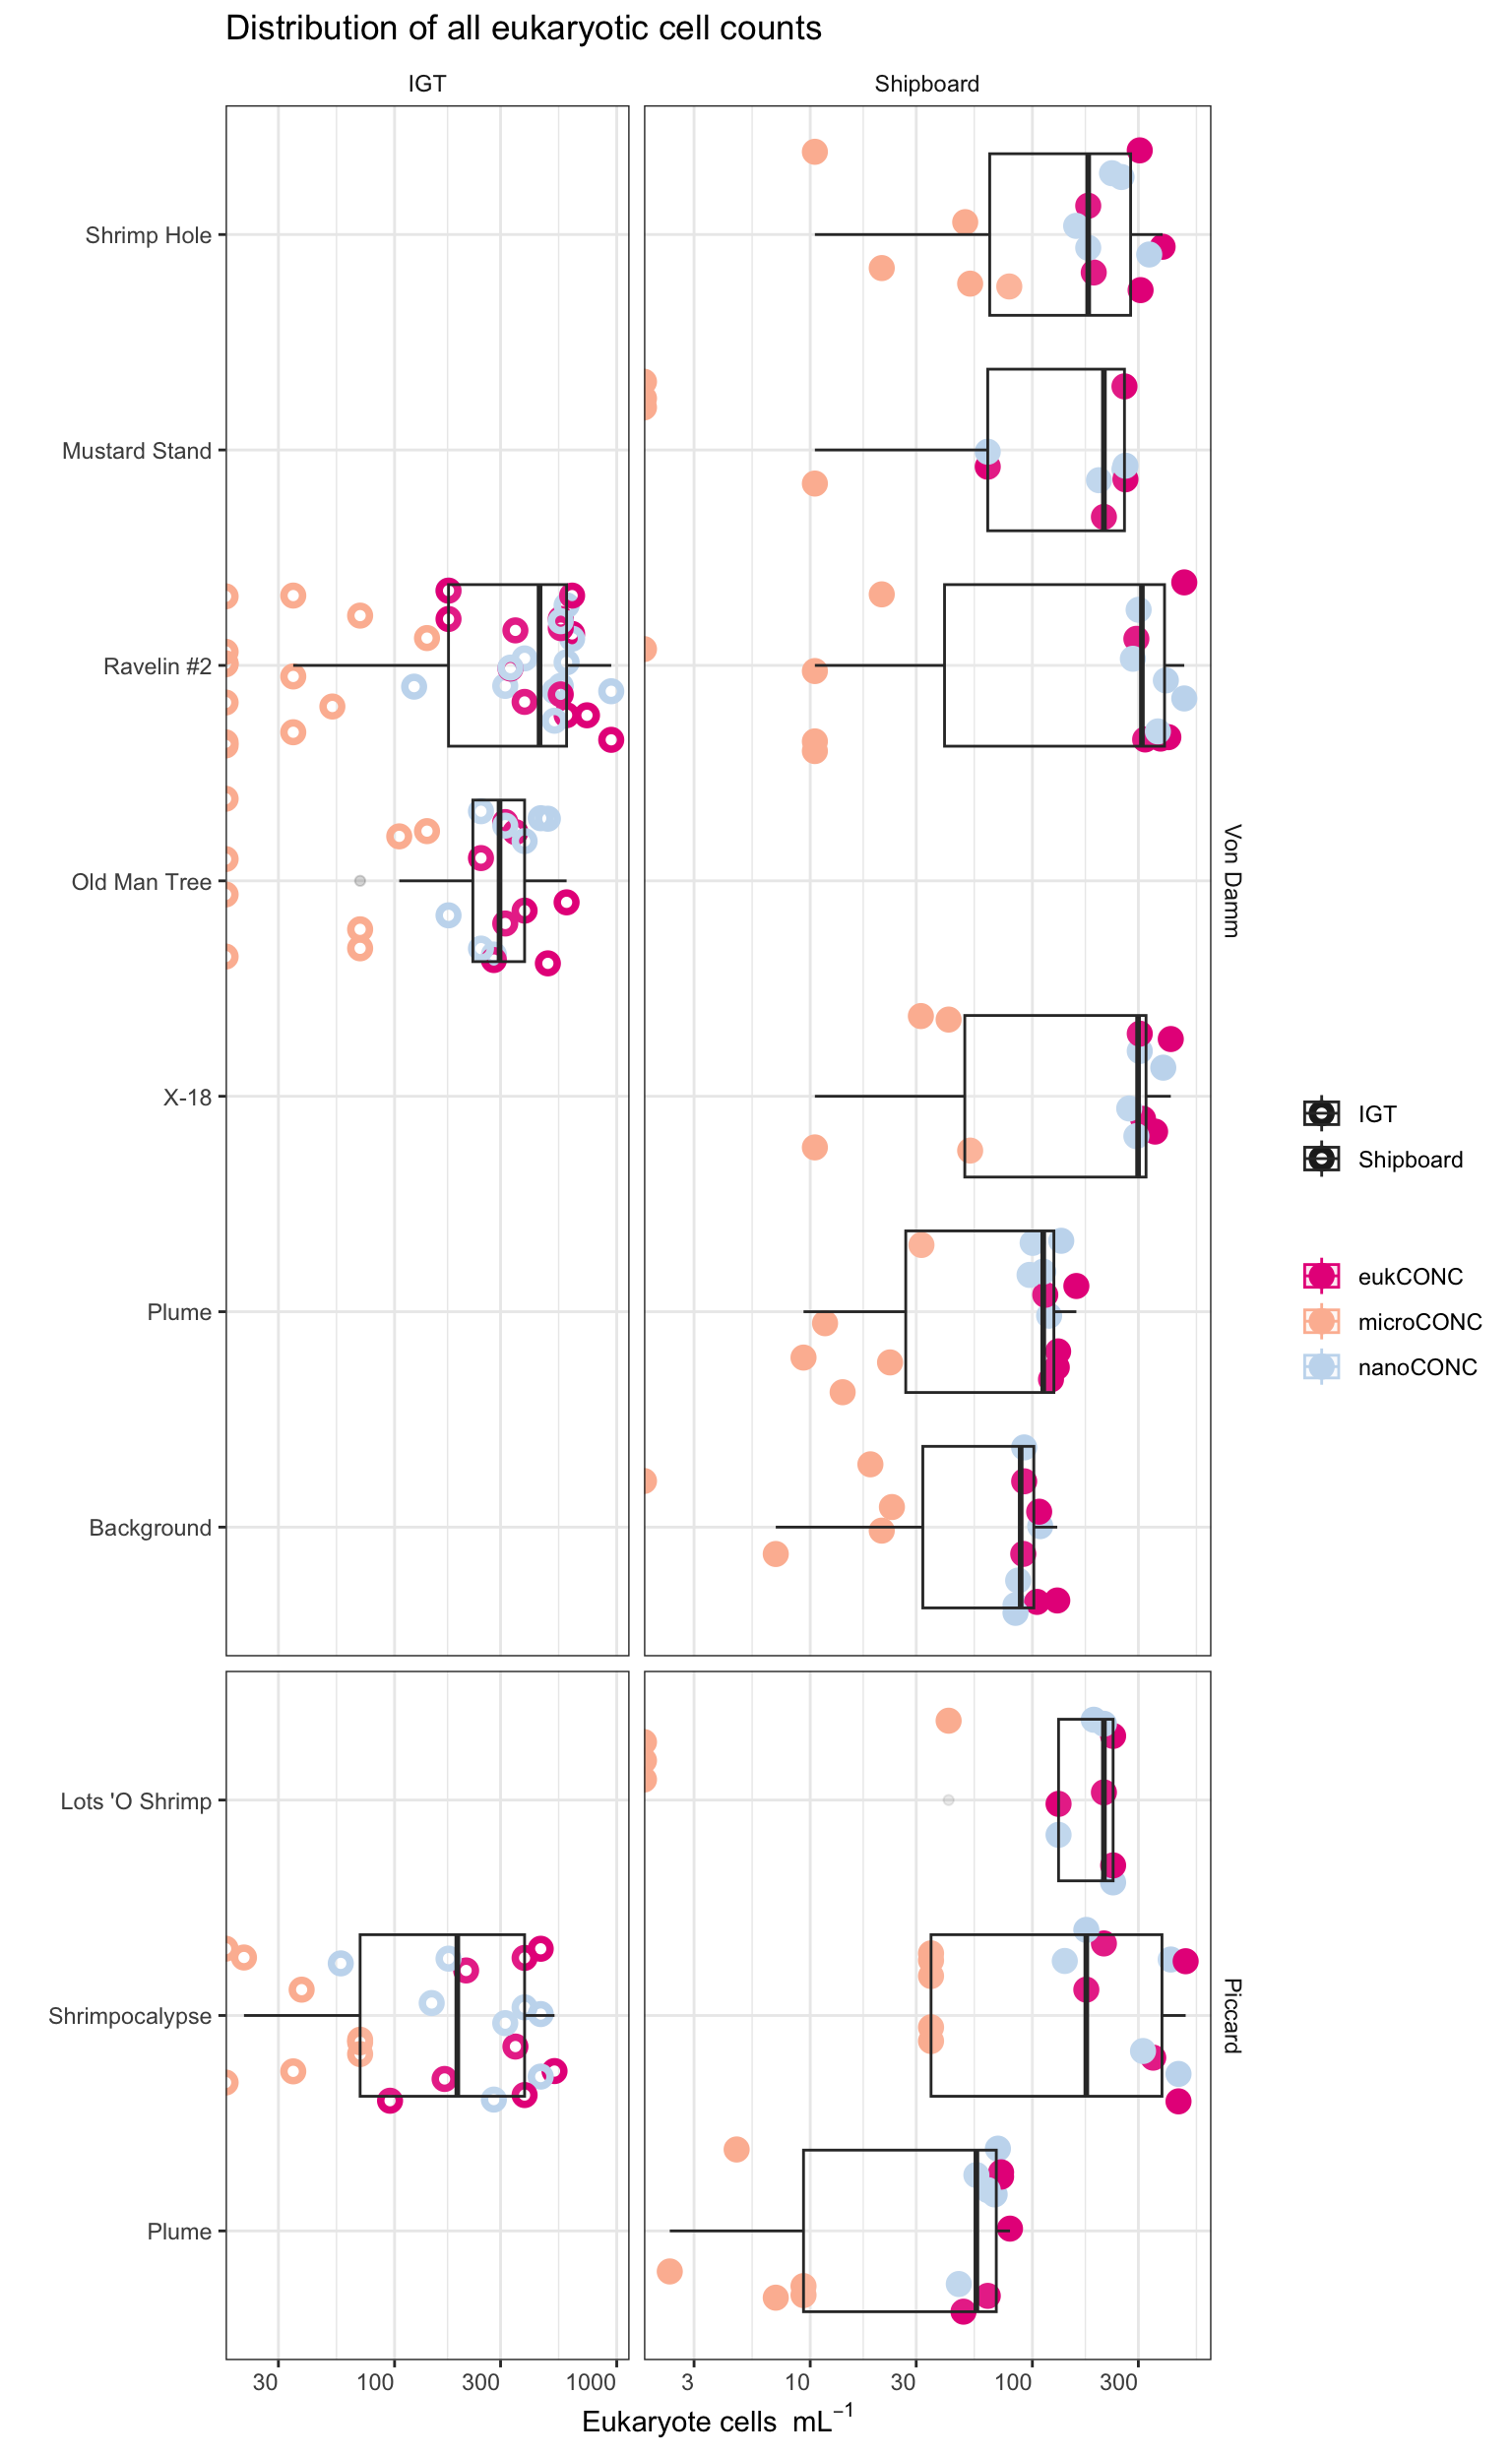 Distribution of all eukaryotic cell counts
IGT
Shipboard
Shrimp Hole
Mustard Stand
Ravelin #2
Old Man Tree
X-18
Plume
Background
Von Damm
Lots 'O Shrimp
Shrimpocalypse
Plume
Piccard
30
100
300
1000
3
10
30
100
300
Eukaryote cells mL⁻¹
IGT
Shipboard
eukCONC
microCONC
nanoCONC